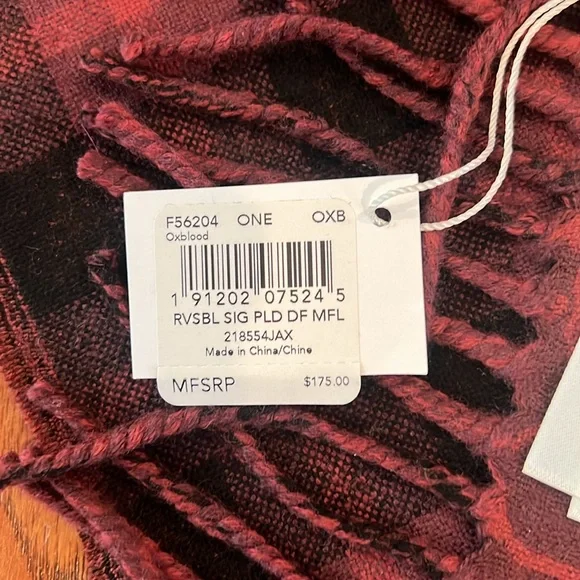 F56204 ONE OXB
Oxblood
1 91202 07524 5
RVSBL SIG PLD DF MFL
218554JAX
Made in China/Chine
MFSRP $175.00